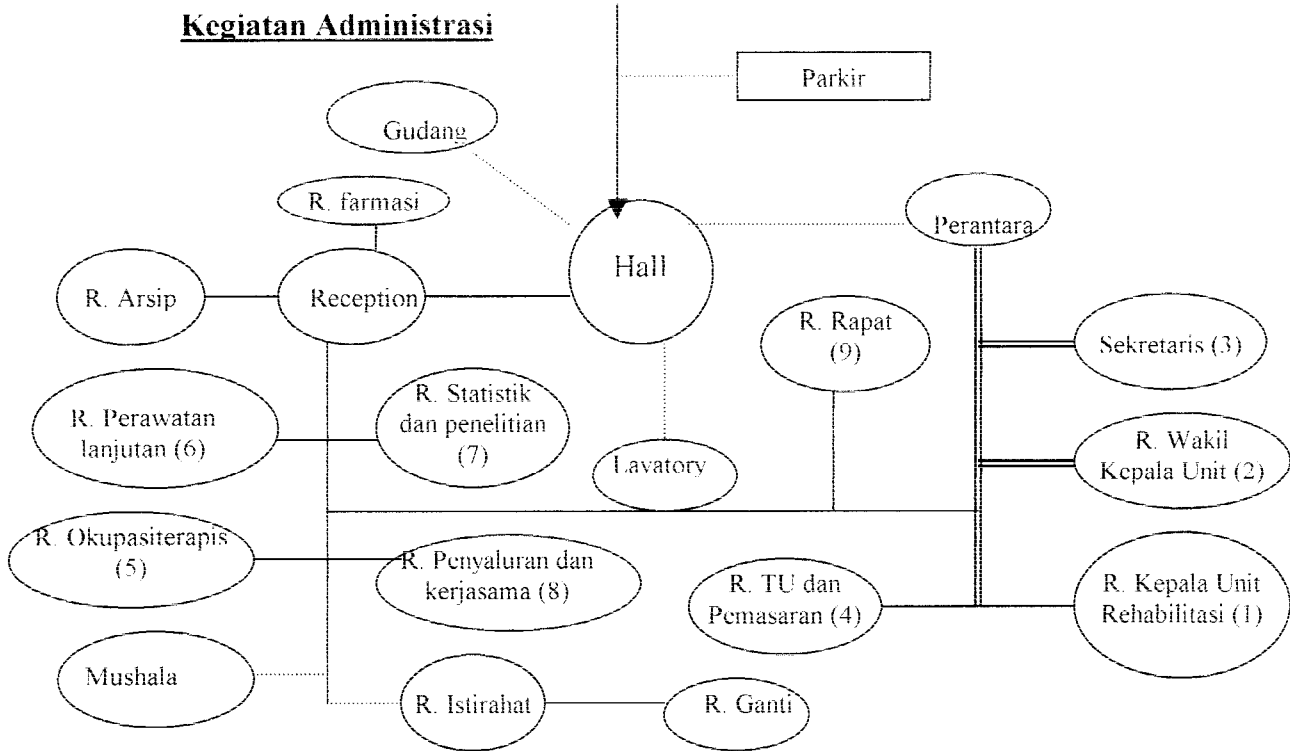 Kegiatan Administrasi
Parkir
Gudang
R. farmasi
Perantara
Hall
R. Arsip
Reception
R. Rapat
(9)
Sekretaris (3)
R. Perawatan
lanjutan (6)
R. Statistik
dan penelitian
(7)
Lavatory
R. Wakil
Kepala Unit (2)
R. Okupasiterapis
(5)
R. Penyaluran dan
kerjasama (8)
R. TU dan
Pemasaran (4)
R. Kepala Unit
Rehabilitasi (1)
Mushala
R. Istirahat
R. Ganti